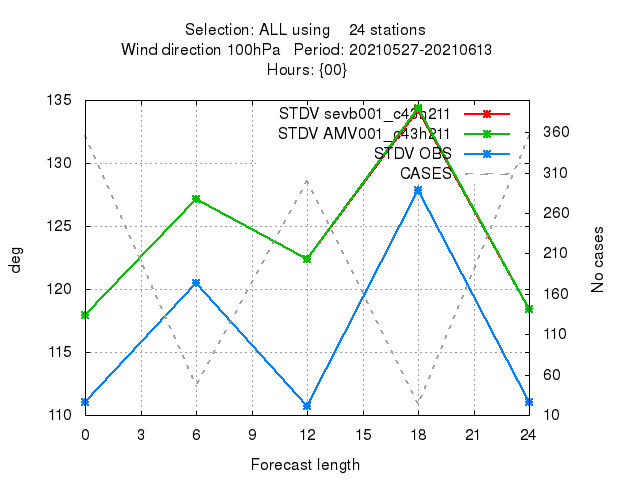 Selection: ALL using    24 stations
Wind direction 100hPa   Period: 20210527-20210613
Hours: {00}
STDV sevb001_c43h211
STDV AMV001_c43h211
STDV OBS
CASES
135
130
125
120
115
110
deg
360
310
260
210
160
110
60
10
No cases
0 3 6 9 12 15 18 21 24
Forecast length